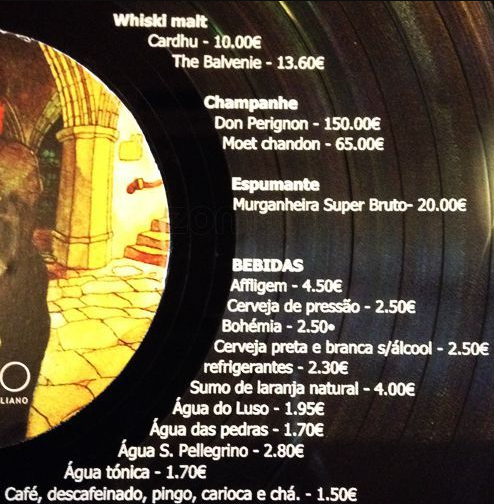 Whiski malt
Cardhu - 10.00€
The Balvenie - 13.60€
Champanhe
Don Perignon - 150.00€
Moet chandon - 65.00€
Espumante
Murganheira Super Bruto- 20.00€
BEBIDAS
Affligem - 4.50€
Cerveja de pressão - 2.50€
Bohémia - 2.50•
Cerveja preta e branca s/álcool - 2.50€
refrigerantes - 2.30€
Sumo de laranja natural - 4.00€
Água do Luso - 1.95€
Água das pedras - 1.70€
Água S. Pellegrino - 2.80€
Água tónica - 1.70€
Café, descafeinado, pingo, carioca e chá. - 1.50€
O
LIANO